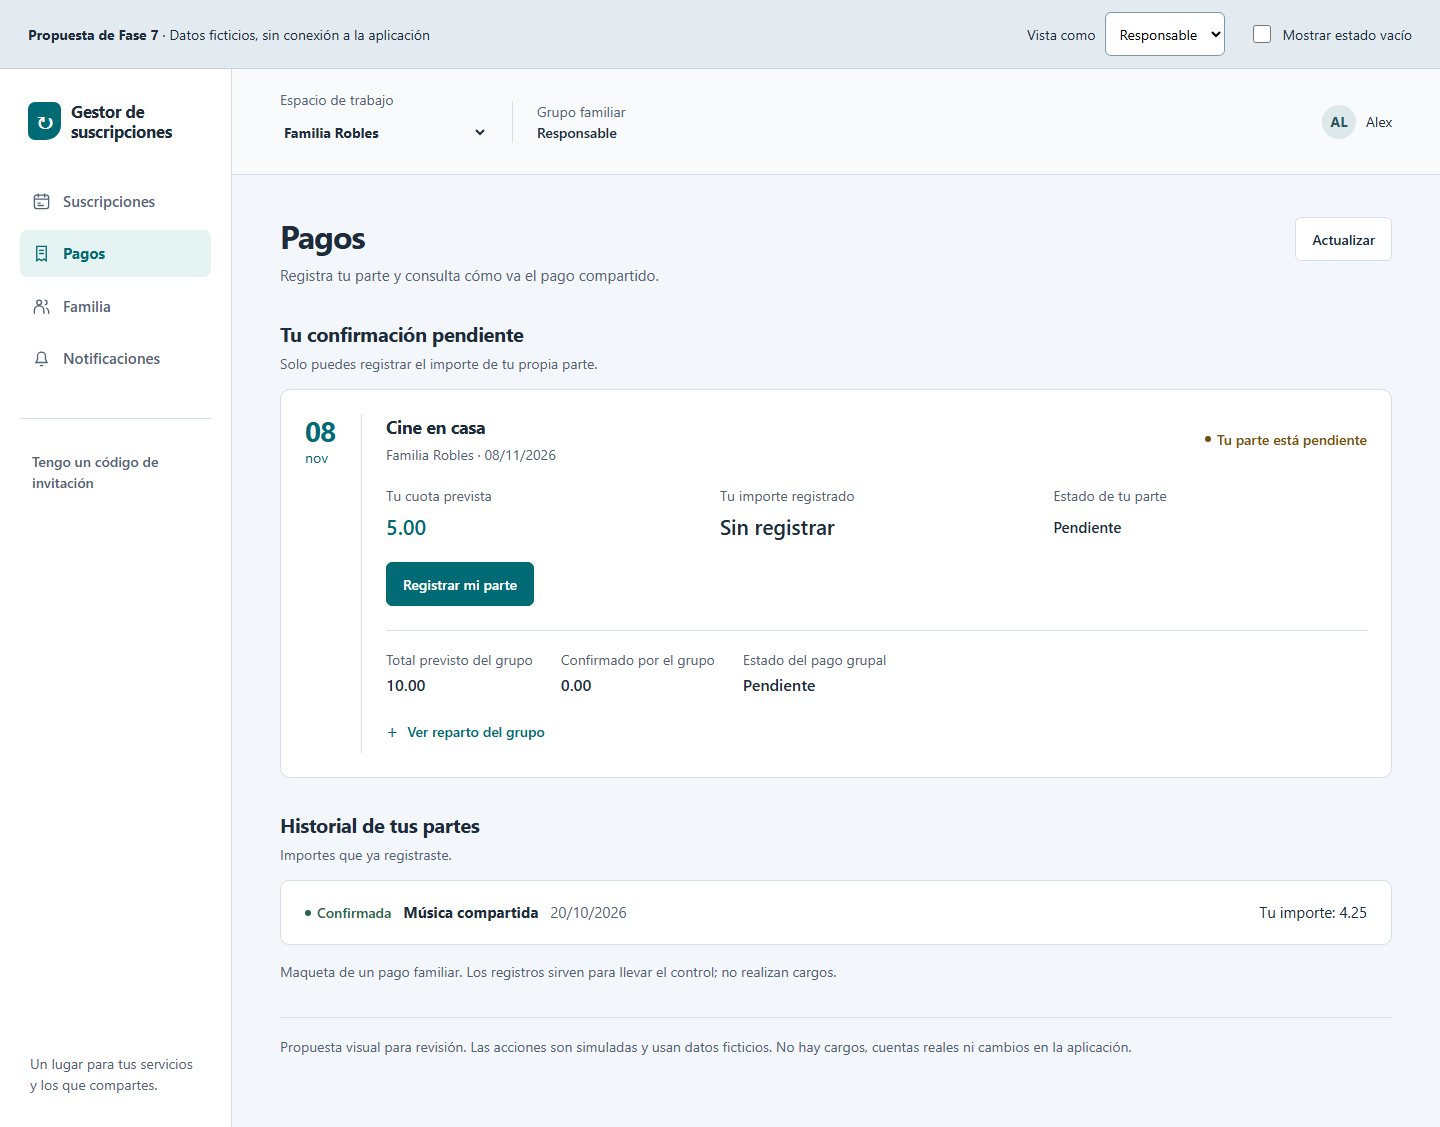 Propuesta de Fase 7 · Datos ficticios, sin conexión a la aplicación
Vista como
Responsable
Mostrar estado vacío
Gestor de
suscripciones
Suscripciones
Pagos
Familia
Notificaciones
Tengo un código de
invitación
Un lugar para tus servicios
y los que compartes.
Espacio de trabajo
Familia Robles
Grupo familiar
Responsable
AL
Alex
Pagos
Registra tu parte y consulta cómo va el pago compartido.
Actualizar
Tu confirmación pendiente
Solo puedes registrar el importe de tu propia parte.
08
nov
Cine en casa
Familia Robles · 08/11/2026
Tu parte está pendiente
Tu cuota prevista
5.00
Tu importe registrado
Sin registrar
Estado de tu parte
Pendiente
Registrar mi parte
Total previsto del grupo
10.00
Confirmado por el grupo
0.00
Estado del pago grupal
Pendiente
+ Ver reparto del grupo
Historial de tus partes
Importes que ya registraste.
Confirmada Música compartida 20/10/2026
Tu importe: 4.25
Maqueta de un pago familiar. Los registros sirven para llevar el control; no realizan cargos.
Propuesta visual para revisión. Las acciones son simuladas y usan datos ficticios. No hay cargos, cuentas reales ni cambios en la aplicación.